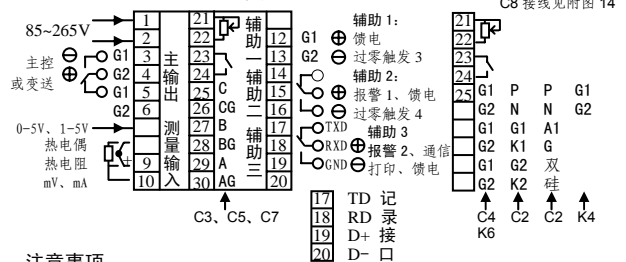 C8 接线见附图 14
85~265V
1 21 辅助一
2 22 12 G1 ⊕ 馈电
主控 ⊖ G1 3 主输出 23 13 G2 ⊖ 过零触发 3
或变送 ⊕ G2 4 24 辅助二 14
G1 5 25 C 15 报警 1、馈电
G2 6 26 CG 16 过零触发 4
0-5V、1-5V 测量输入 27 B 辅助三 17 TXD
热电偶 28 BG 18 RXD ⊕ 报警 2、通信
热电阻 9 29 A 19 GND ⊖ 打印、馈电
mV、mA 10 30 AG 20
辅助 1:
辅助 2:
辅助 3
C3、C5、C7
21
22
23
24
25 G1 P P G1
G2 N N G2
G1 G1 A1
G2 K1 G
G1 G2 双
G2 K2 硅
C4 C2 C2 K4
K6
17 TD 记
18 RD 录
19 D+ 接
20 D- 口
注意事项